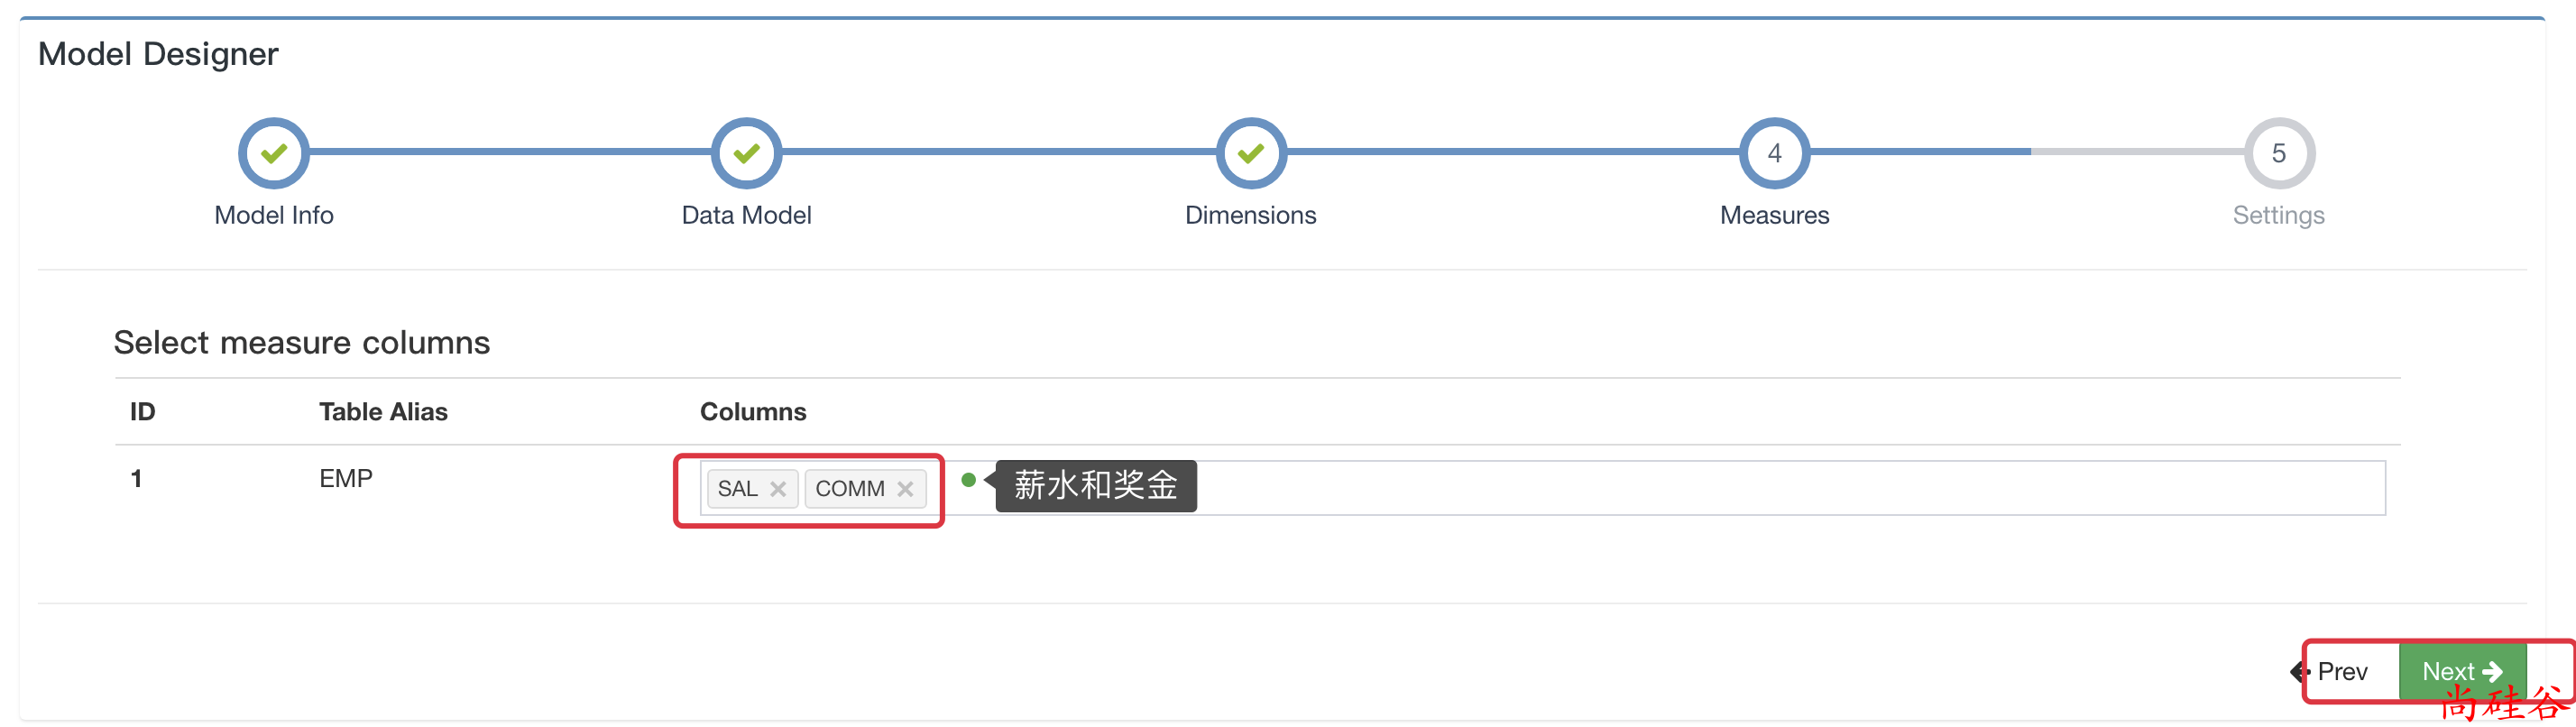 Model Designer
4
5
Model Info
Data Model
Dimensions
Measures
Settings
Select measure columns
ID Table Alias Columns
1 EMP SAL COMM 薪水和奖金
Prev Next
尚硅谷